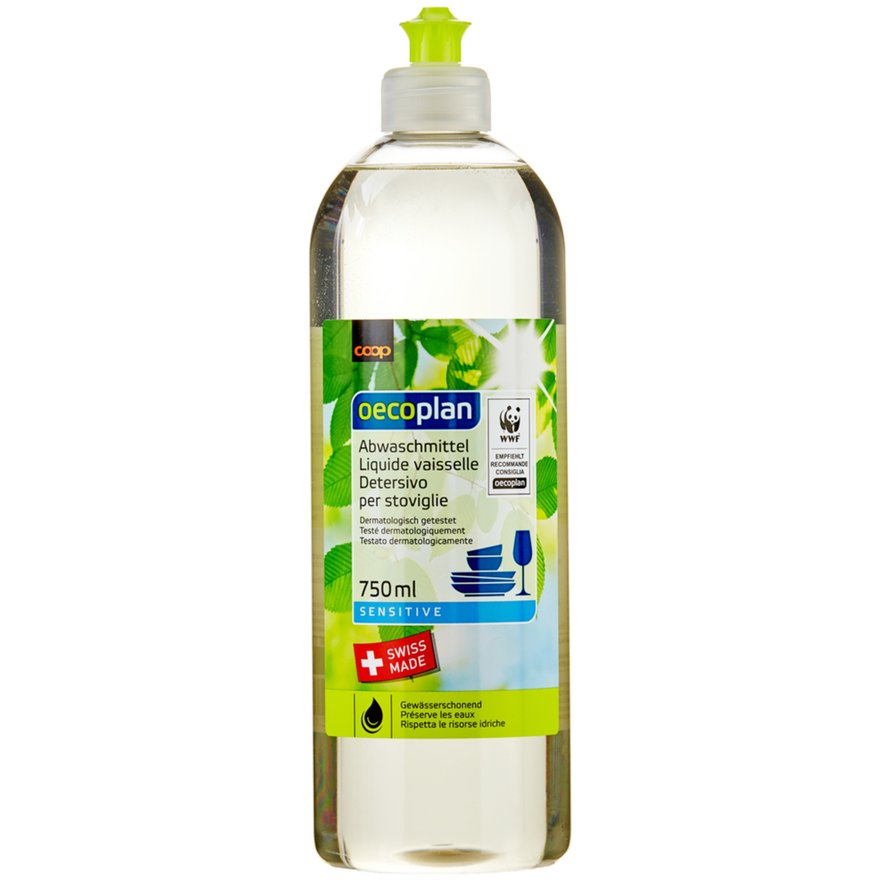 coop
oecoplan
Abwaschmittel
Liquide vaisselle
Detersivo
per stoviglie
Dermatologisch getestet
Testé dermatologiquement
Testato dermatologicamente
750 ml
SENSITIVE
WWF
EMPFIEHLT
RECOMMANDE
CONSIGLIA
oecoplan
SWISS
MADE
Gewässerschonend
Préserve les eaux
Rispetta le risorse idriche